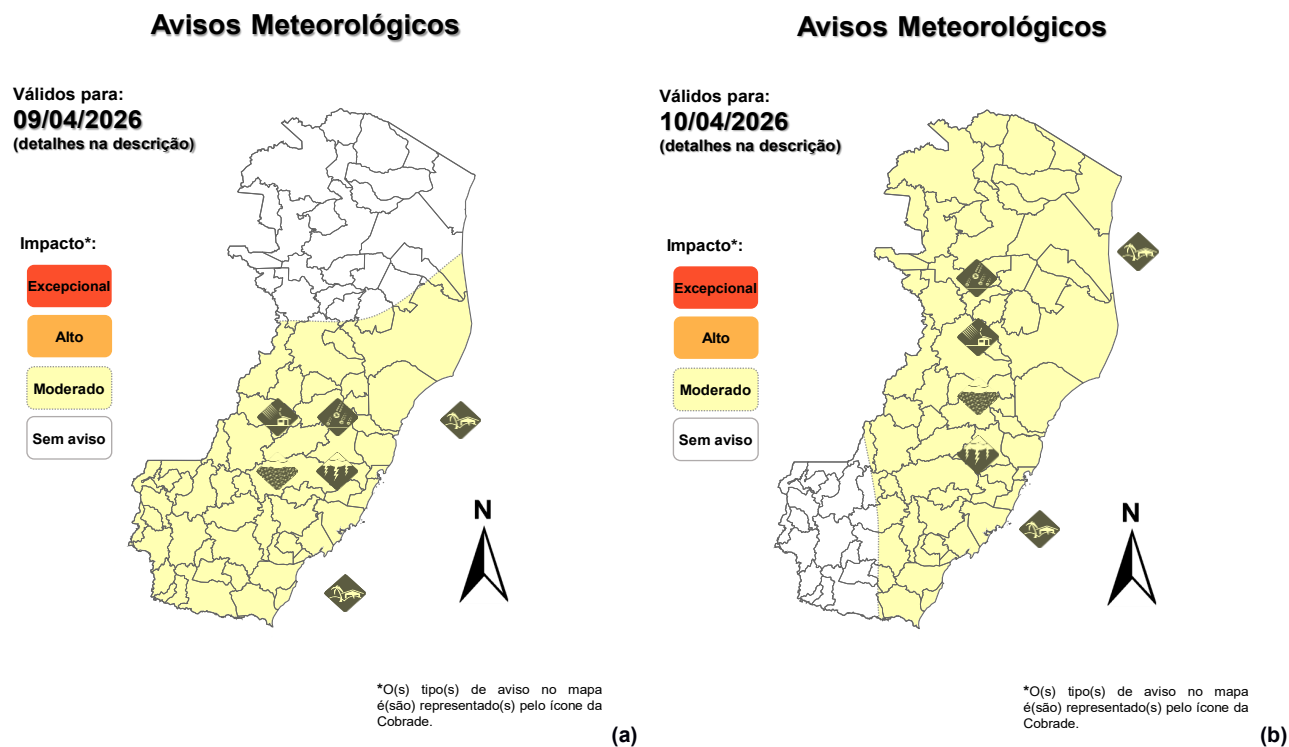 Avisos Meteorológicos
Válidos para:
09/04/2026
(detalhes na descrição)
Impacto*:
Excepcional
Alto
Moderado
Sem aviso
N
*O(s) tipo(s) de aviso no mapa
é(são) representado(s) pelo ícone da
Cobrade.
(a)
Avisos Meteorológicos
Válidos para:
10/04/2026
(detalhes na descrição)
Impacto*:
Excepcional
Alto
Moderado
Sem aviso
N
*O(s) tipo(s) de aviso no mapa
é(são) representado(s) pelo ícone da
Cobrade.
(b)